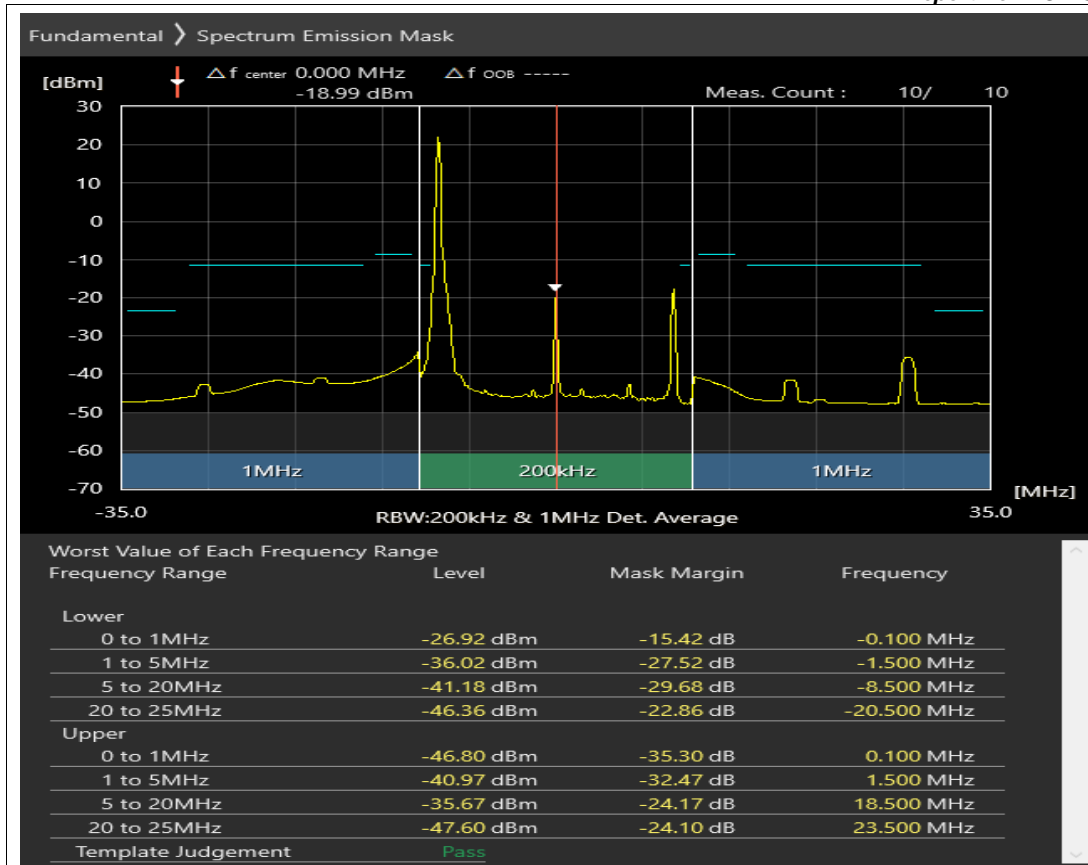 Fundamental ❯ Spectrum Emission Mask
[dBm] △ f center 0.000 MHz △ f OOB -----
-18.99 dBm Meas. Count : 10/ 10
30
20
10
0
-10
-20
-30
-40
-50
-60
-70
1MHz 200kHz 1MHz
[MHz]
-35.0 RBW:200kHz & 1MHz Det. Average 35.0
Worst Value of Each Frequency Range
Frequency Range Level Mask Margin Frequency
Lower
0 to 1MHz -26.92 dBm -15.42 dB -0.100 MHz
1 to 5MHz -36.02 dBm -27.52 dB -1.500 MHz
5 to 20MHz -41.18 dBm -29.68 dB -8.500 MHz
20 to 25MHz -46.36 dBm -22.86 dB -20.500 MHz
Upper
0 to 1MHz -46.80 dBm -35.30 dB 0.100 MHz
1 to 5MHz -40.97 dBm -32.47 dB 1.500 MHz
5 to 20MHz -35.67 dBm -24.17 dB 18.500 MHz
20 to 25MHz -47.60 dBm -24.10 dB 23.500 MHz
Template Judgement Pass